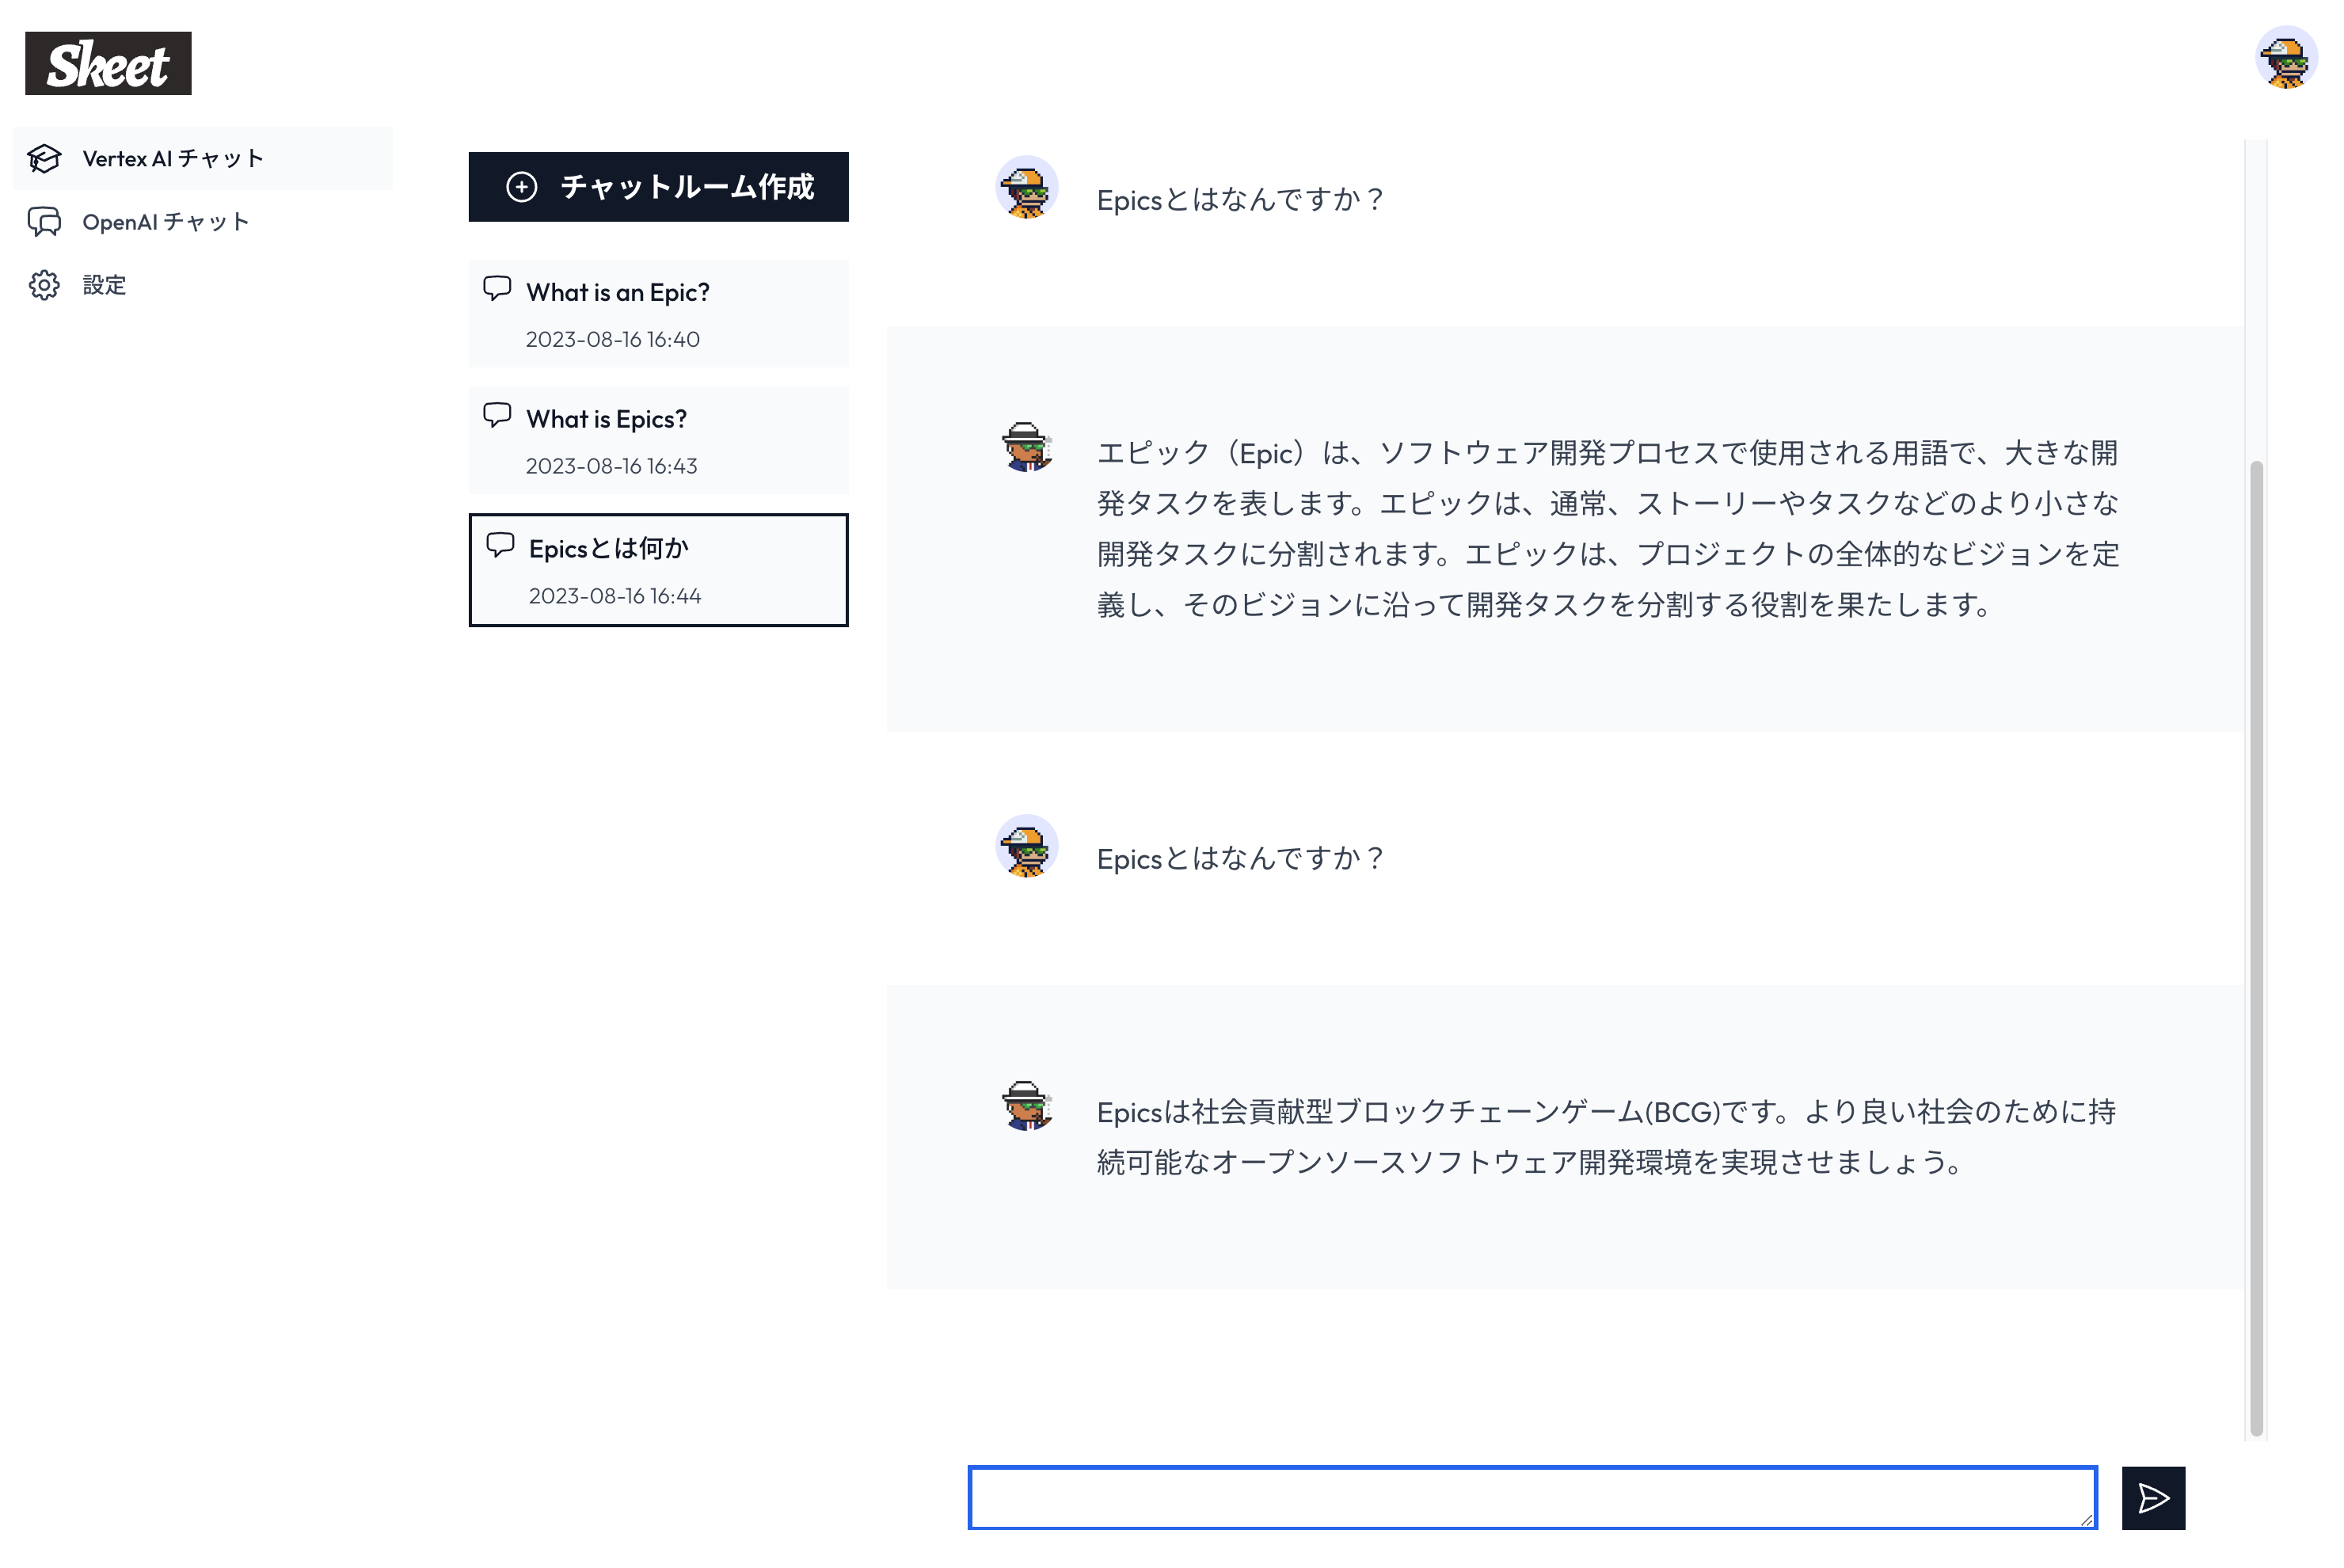 Skeet
Vertex AI チャット
OpenAI チャット
設定
チャットルーム作成
What is an Epic?
2023-08-16 16:40
What is Epics?
2023-08-16 16:43
Epicsとは何か
2023-08-16 16:44
Epicsとはなんですか？
エピック（Epic）は、ソフトウェア開発プロセスで使用される用語で、大きな開
発タスクを表します。エピックは、通常、ストーリーやタスクなどのより小さな
開発タスクに分割されます。エピックは、プロジェクトの全体的なビジョンを定
義し、そのビジョンに沿って開発タスクを分割する役割を果たします。
Epicsとはなんですか？
Epicsは社会貢献型ブロックチェーンゲーム(BCG)です。より良い社会のために持
続可能なオープンソースソフトウェア開発環境を実現させましょう。